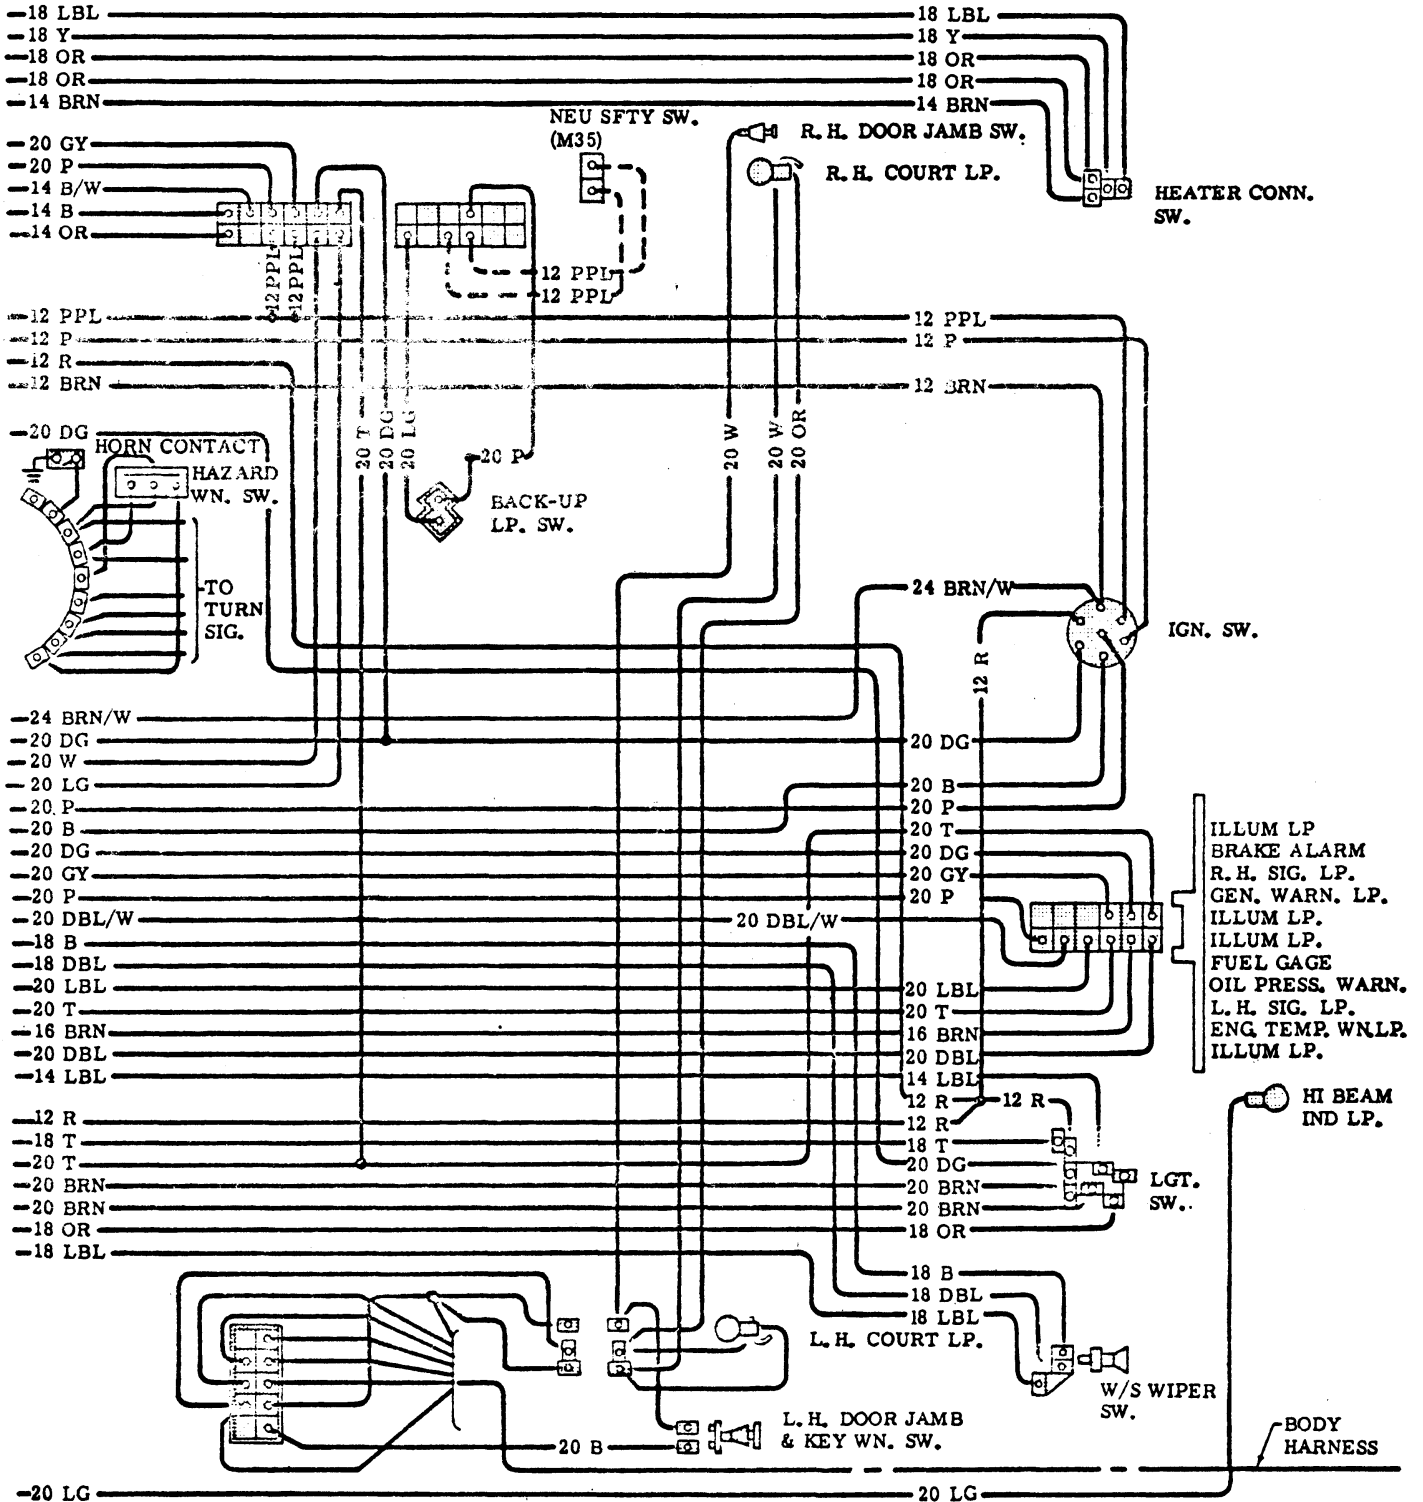 18 LBL 18 LBL
18 Y 18 Y
18 OR 18 OR
18 OR 18 OR
14 BRN 14 BRN
NEU SFTY SW.
(M35)
R. H. DOOR JAMB SW.
R. H. COURT LP.
HEATER CONN.
SW.
20 GY
20 P
14 B/W
14 B
14 OR
12 PPL
12 PPL
12 PPL
12 PPL
12 PPL 12 PPL
12 P 12 P
12 R
12 BRN 12 BRN
20 DG
HORN CONTACT
HAZARD
WN. SW.
20 T
20 DG
20 LG
20 P
BACK-UP
LP. SW.
20 W
20 W
20 OR
TO
TURN
SIG.
24 BRN/W
12 R
IGN. SW.
24 BRN/W
20 DG 20 DG
20 W
20 LG 20 B
20. P 20 P
20 B 20 T
20 DG 20 DG
20 GY 20 GY
20 P 20 P
20 DBL/W 20 DBL/W
18 B
18 DBL
20 LBL 20 LBL
20 T 20 T
16 BRN 16 BRN
20 DBL 20 DBL
14 LBL 14 LBL
ILLUM LP
BRAKE ALARM
R. H. SIG. LP.
GEN. WARN. LP.
ILLUM LP.
ILLUM LP.
FUEL GAGE
OIL PRESS. WARN.
L. H. SIG. LP.
ENG. TEMP. WN.LP.
ILLUM LP.
12 R 12 R
12 R 12 R
18 T 18 T
20 T 20 DG
20 BRN 20 BRN
20 BRN 20 BRN
18 OR 18 OR
18 LBL
HI BEAM
IND LP.
LGT.
SW.
18 B
18 DBL
18 LBL
L. H. COURT LP.
W/S WIPER
SW.
L. H. DOOR JAMB
& KEY WN. SW.
20 B
BODY
HARNESS
20 LG 20 LG